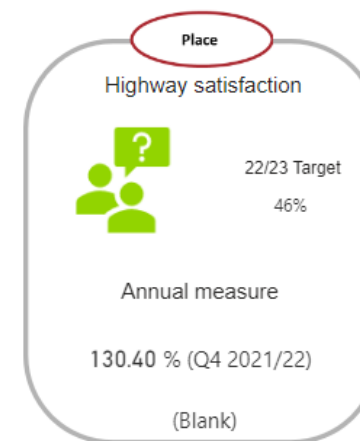 Place
Highway satisfaction
?
22/23 Target
46%
Annual measure
130.40 % (Q4 2021/22)
(Blank)